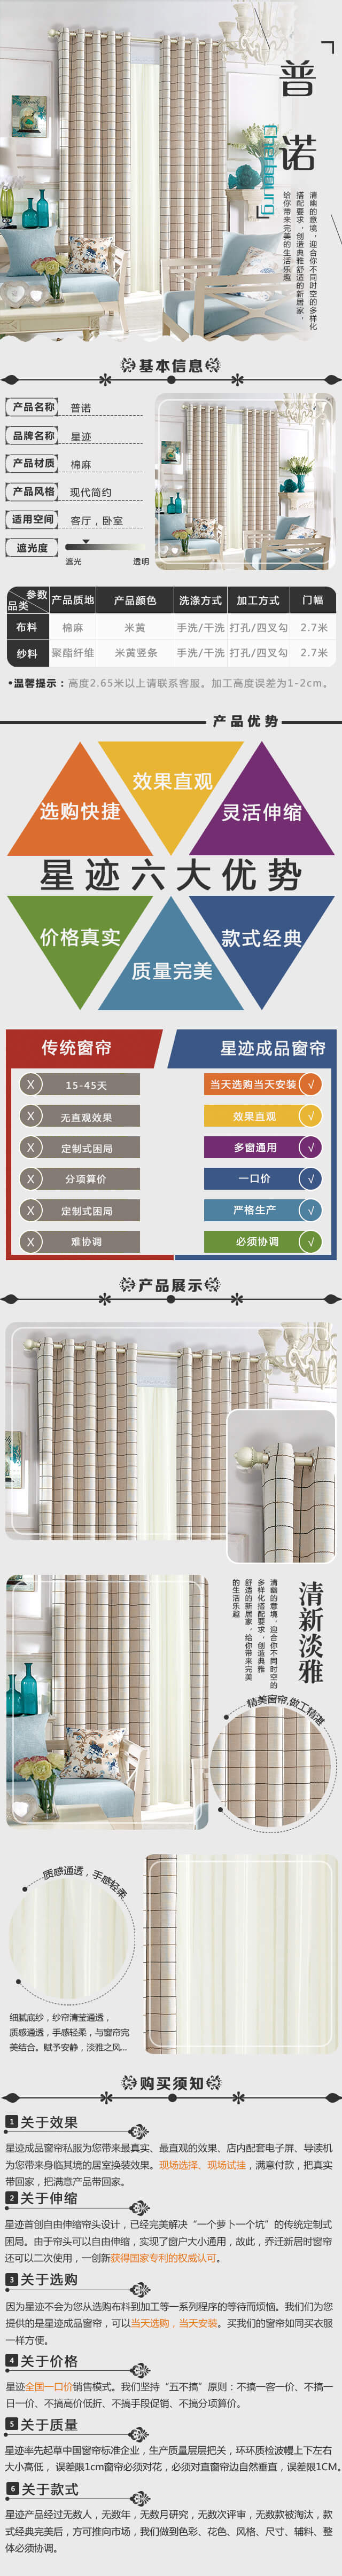 普诺
Cherbourg
清幽的意境，迎合你不同时空的多样化
搭配要求，创造典雅舒适的新居家，
给你带来完美的生活乐趣
基本信息
产品名称 普诺
品牌名称 星迹
产品材质 棉麻
产品风格 现代简约
适用空间 客厅，卧室
遮光度
遮光 透明
参数
品类 产品质地 产品颜色 洗涤方式 加工方式 门幅
布料 棉麻 米黄 手洗/干洗 打孔/四叉勾 2.7米
纱料 聚酯纤维 米黄竖条 手洗/干洗 打孔/四叉勾 2.7米
•温馨提示：高度2.65米以上请联系客服。加工高度误差为1-2cm。
产品优势
效果直观
选购快捷 灵活伸缩
星迹六大优势
价格真实 款式经典
质量完美
传统窗帘 星迹成品窗帘
X 15-45天 当天选购当天安装 √
X 无直观效果 效果直观 √
X 定制式困局 多窗通用 √
X 分项算价 一口价 √
X 定制式困局 严格生产 √
X 难协调 必须协调 √
产品展示
清新淡雅
清幽的意境，迎合你不同时空的
多样化搭配要求，创造典雅
舒适的新居家，给你带来完美
的生活乐趣
精美窗帘,做工精湛
质感通透，手感轻柔
细腻底纱，纱帘清莹通透，
质感通透，手感轻柔，与窗帘完
美结合。赋予安静，淡雅之风...
购买须知
1 关于效果
星迹成品窗帘私服为您带来最真实、最直观的效果、店内配套电子屏、导读机
为您带来身临其境的居室换装效果。现场选择、现场试挂，满意付款，把真实
带回家，把满意产品带回家。
2 关于伸缩
星迹首创自由伸缩帘头设计，已经完美解决“一个萝卜一个坑”的传统定制式
困局。由于帘头可以自由伸缩，实现了窗户大小通用，故此，乔迁新居时窗帘
还可以二次使用，一创新获得国家专利的权威认可。
3 关于选购
因为星迹不会为您从选购布料到加工等一系列程序的等待而烦恼。我们们为您
提供的是星迹成品窗帘，可以当天选购，当天安装。买我们的窗帘如同买衣服
一样方便。
4 关于价格
星迹全国一口价销售模式。我们坚持“五不搞”原则：不搞一客一价、不搞一
日一价、不搞高价低折、不搞手段促销、不搞分项算价。
5 关于质量
星迹率先起草中国窗帘标准企业，生产质量层层把关，环环质检被幔上下左右
大小高低，误差限1cm窗帘必须对花，必须对直窗帘边自然垂直，误差限1CM。
6 关于款式
星迹产品经过无数人，无数年，无数月研究，无数次评审，无数款被淘汰，款
式经典完美后，方可推向市场，我们做到色彩、花色、风格、尺寸、辅料、整
体必须协调。